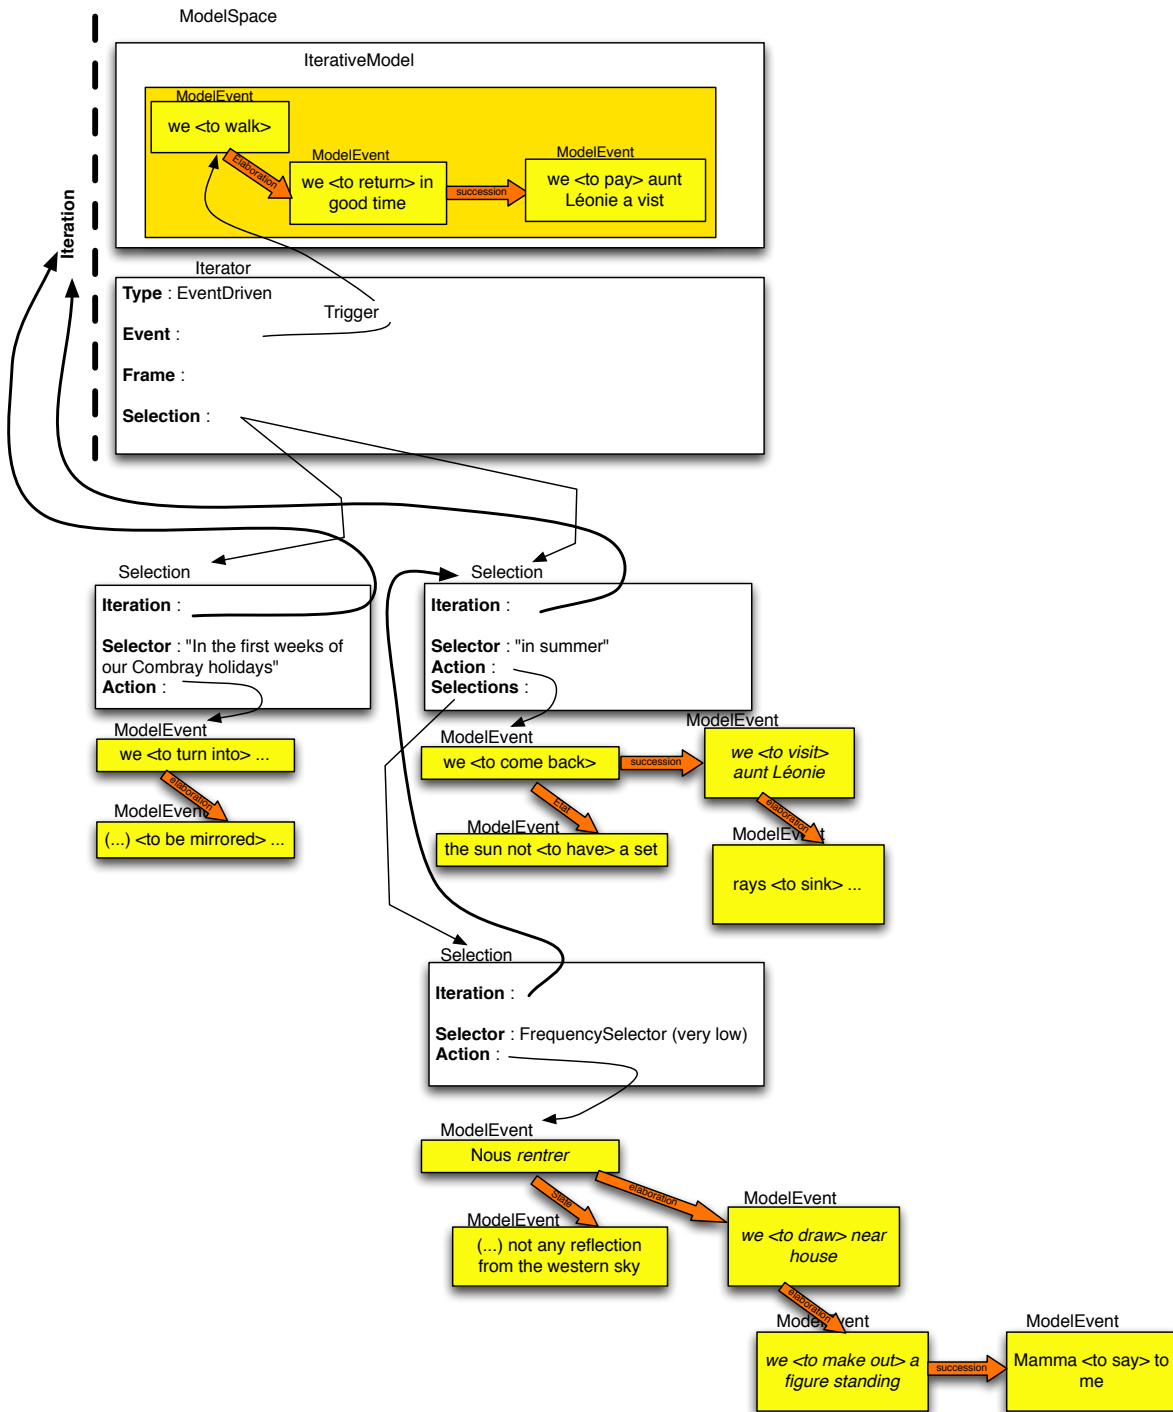 ModelSpace
IterativeModel
ModelEvent
we <to walk>
Elaboration
ModelEvent
we <to return> in
good time
succession
ModelEvent
we <to pay> aunt
Léonie a vist
Iteration
Iterator
Type : EventDriven
Trigger
Event :
Frame :
Selection :
Selection
Iteration :
Selector : "In the first weeks of
our Combray holidays"
Action :
ModelEvent
we <to turn into> ...
elaboration
ModelEvent
(...) <to be mirrored> ...
Selection
Iteration :
Selector : "in summer"
Action :
Selections :
ModelEvent
we <to come back>
succession
ModelEvent
we <to visit>
aunt Léonie
Etat
ModelEvent
the sun not <to have> a set
elaboration
ModelEvent
rays <to sink> ...
Selection
Iteration :
Selector : FrequencySelector (very low)
Action :
ModelEvent
Nous rentrer
State
elaboration
ModelEvent
(...) not any reflection
from the western sky
ModelEvent
we <to draw> near
house
elaboration
ModelEvent
we <to make out> a
figure standing
succession
ModelEvent
Mamma <to say> to
me